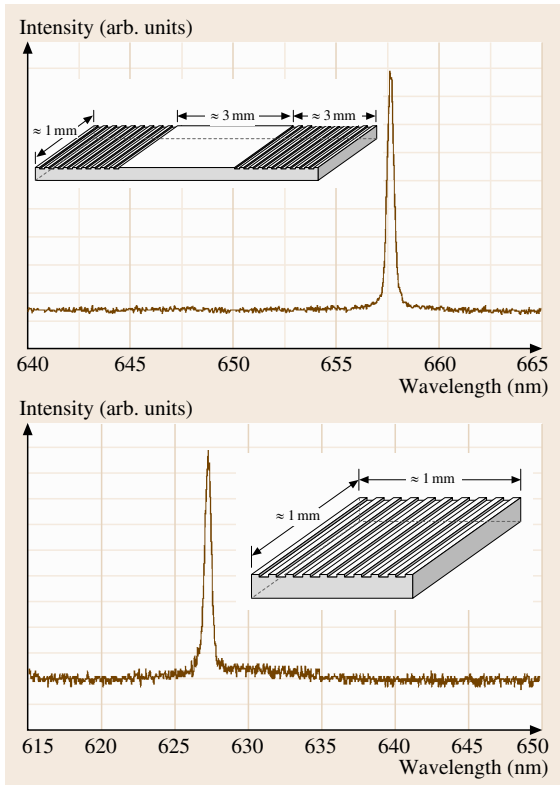 Intensity (arb. units)
≈ 1 mm
≈ 3 mm
≈ 3 mm
640 645 650 655 660 665
Wavelength (nm)
Intensity (arb. units)
≈ 1 mm
≈ 1 mm
615 620 625 630 635 640 645 650
Wavelength (nm)